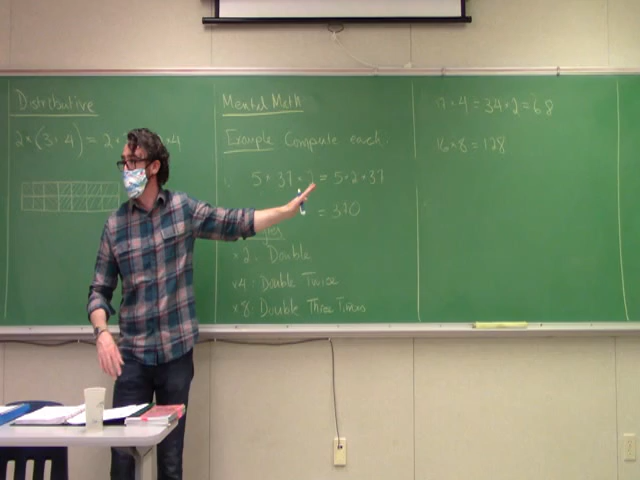 Distributive
2×(3+4) = 2·
×4
Mental Math
Example Compute each.
5 · 37 · 2 = 5·2·37
= 370
×2: Double
×4: Double Twice
×8: Double Three Times
17 × 4 = 34 × 2 = 68
16 × 8 = 128